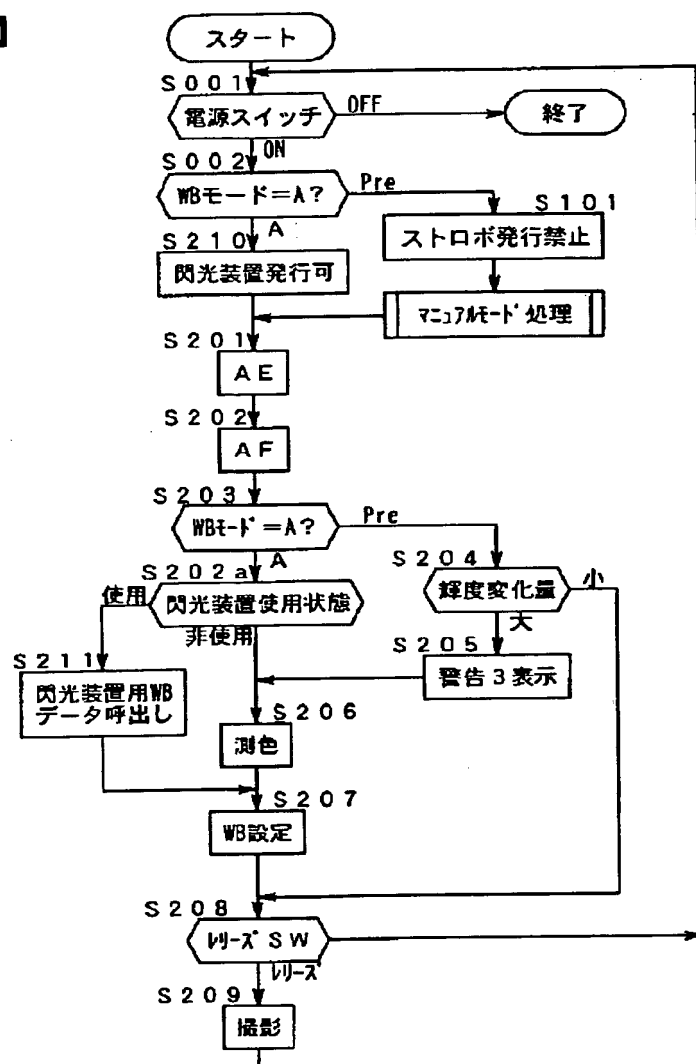 】
スタート
S001
電源スイッチ
OFF
終了
ON
S002
WBモード=A?
Pre
A
S101
ストロボ発行禁止
S210
閃光装置発行可
マニュアルモード処理
S201
AE
S202
AF
S203
WBモード=A?
Pre
A
S204
輝度変化量
小
大
S202a
使用
閃光装置使用状態
非使用
S205
警告3表示
S211
閃光装置用WB
データ呼出し
S206
測色
S207
WB設定
S208
レリーズSW
レリーズ
S209
撮影